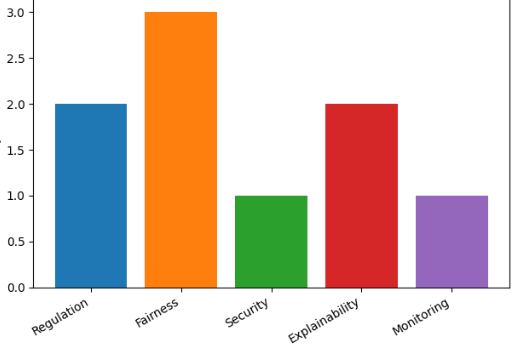 3.0
2.5
2.0
1.5
1.0
0.5
0.0
Regulation
Fairness
Security
Explainability
Monitoring